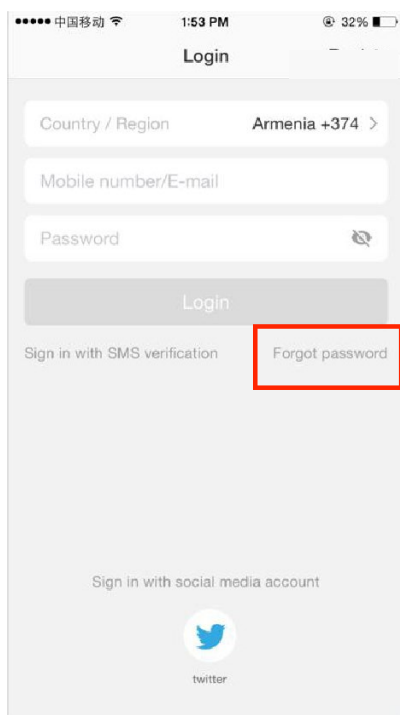 中国移动 1:53 PM 32%
Login
Country / Region Armenia +374 >
Mobile number/E-mail
Password
Login
Sign in with SMS verification Forgot password
Sign in with social media account
twitter